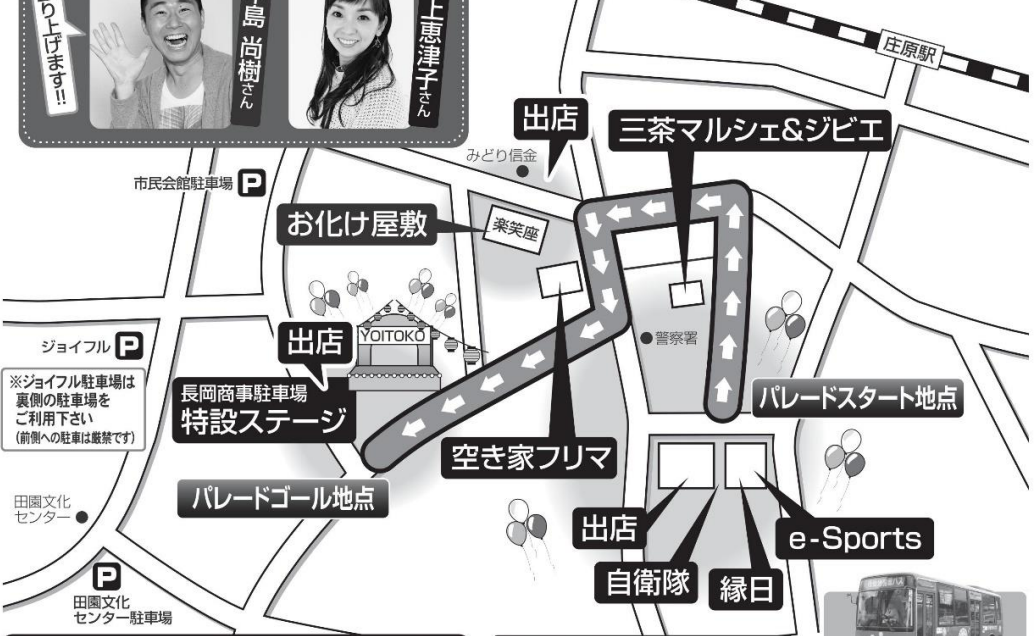 り上げます!!
島 尚樹さん
上恵津子さん
庄原駅
出店
三茶マルシェ&ジビエ
みどり信金
市民会館駐車場 P
お化け屋敷
楽笑座
YOITOKO
出店
警察署
ジョイフル P
※ジョイフル駐車場は
裏側の駐車場を
ご利用下さい
(前側への駐車は厳禁です)
長岡商事駐車場
特設ステージ
パレードスタート地点
空き家フリマ
パレードゴール地点
田園文化
センター
出店
e-Sports
自衛隊
縁日
P
田園文化
センター駐車場